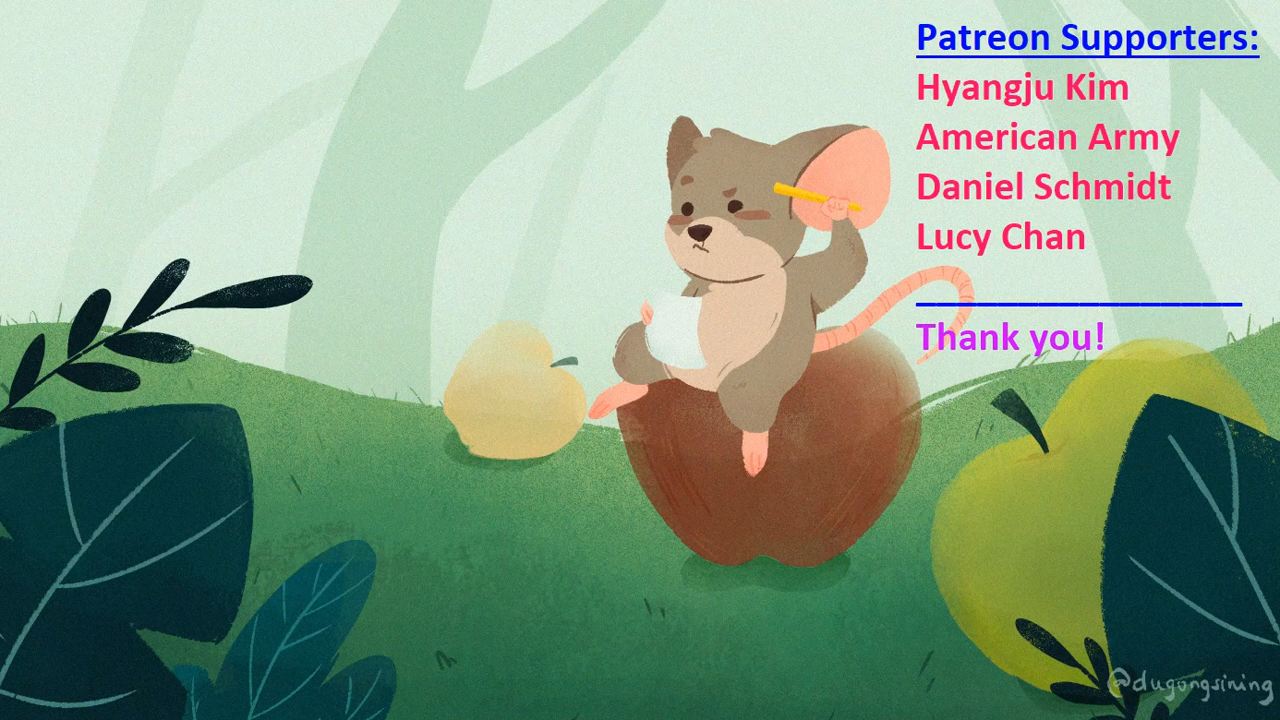 Patreon Supporters:
Hyangju Kim
American Army
Daniel Schmidt
Lucy Chan
Thank you!
@dugongsining